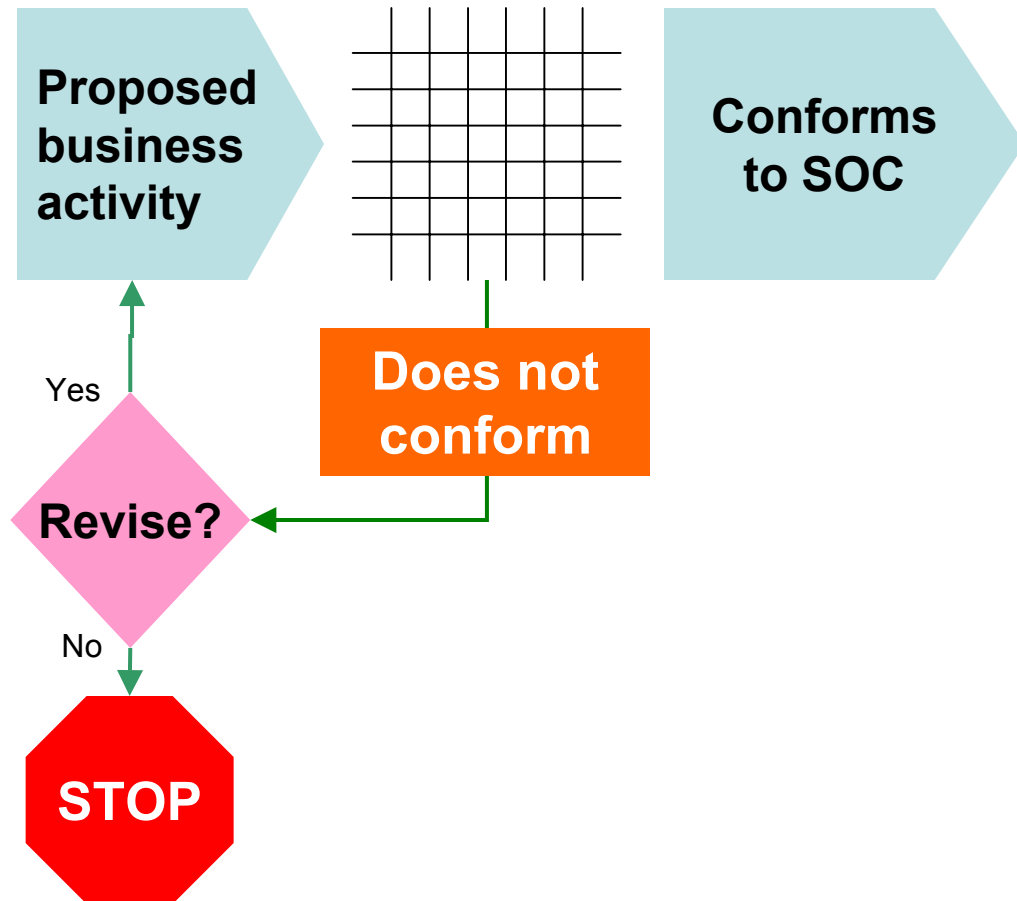 Proposed
business
activity
Conforms
to SOC
Does not
conform
Yes
Revise?
No
STOP